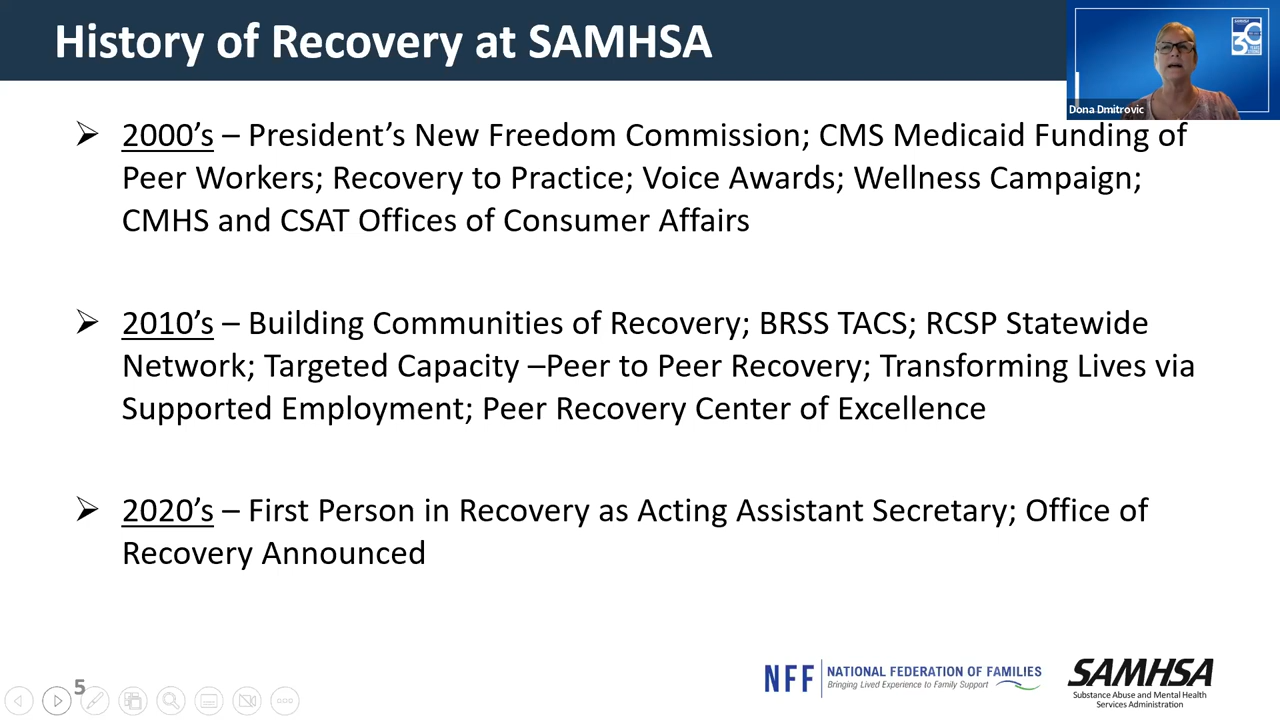 History of Recovery at SAMHSA
SAMHSA
30
YEARS
STRONG
Dona Dmitrovic
➢ 2000's – President's New Freedom Commission; CMS Medicaid Funding of
Peer Workers; Recovery to Practice; Voice Awards; Wellness Campaign;
CMHS and CSAT Offices of Consumer Affairs
➢ 2010's – Building Communities of Recovery; BRSS TACS; RCSP Statewide
Network; Targeted Capacity –Peer to Peer Recovery; Transforming Lives via
Supported Employment; Peer Recovery Center of Excellence
➢ 2020's – First Person in Recovery as Acting Assistant Secretary; Office of
Recovery Announced
5
NFF
NATIONAL FEDERATION OF FAMILIES
Bringing Lived Experience to Family Support
SAMHSA
Substance Abuse and Mental Health
Services Administration